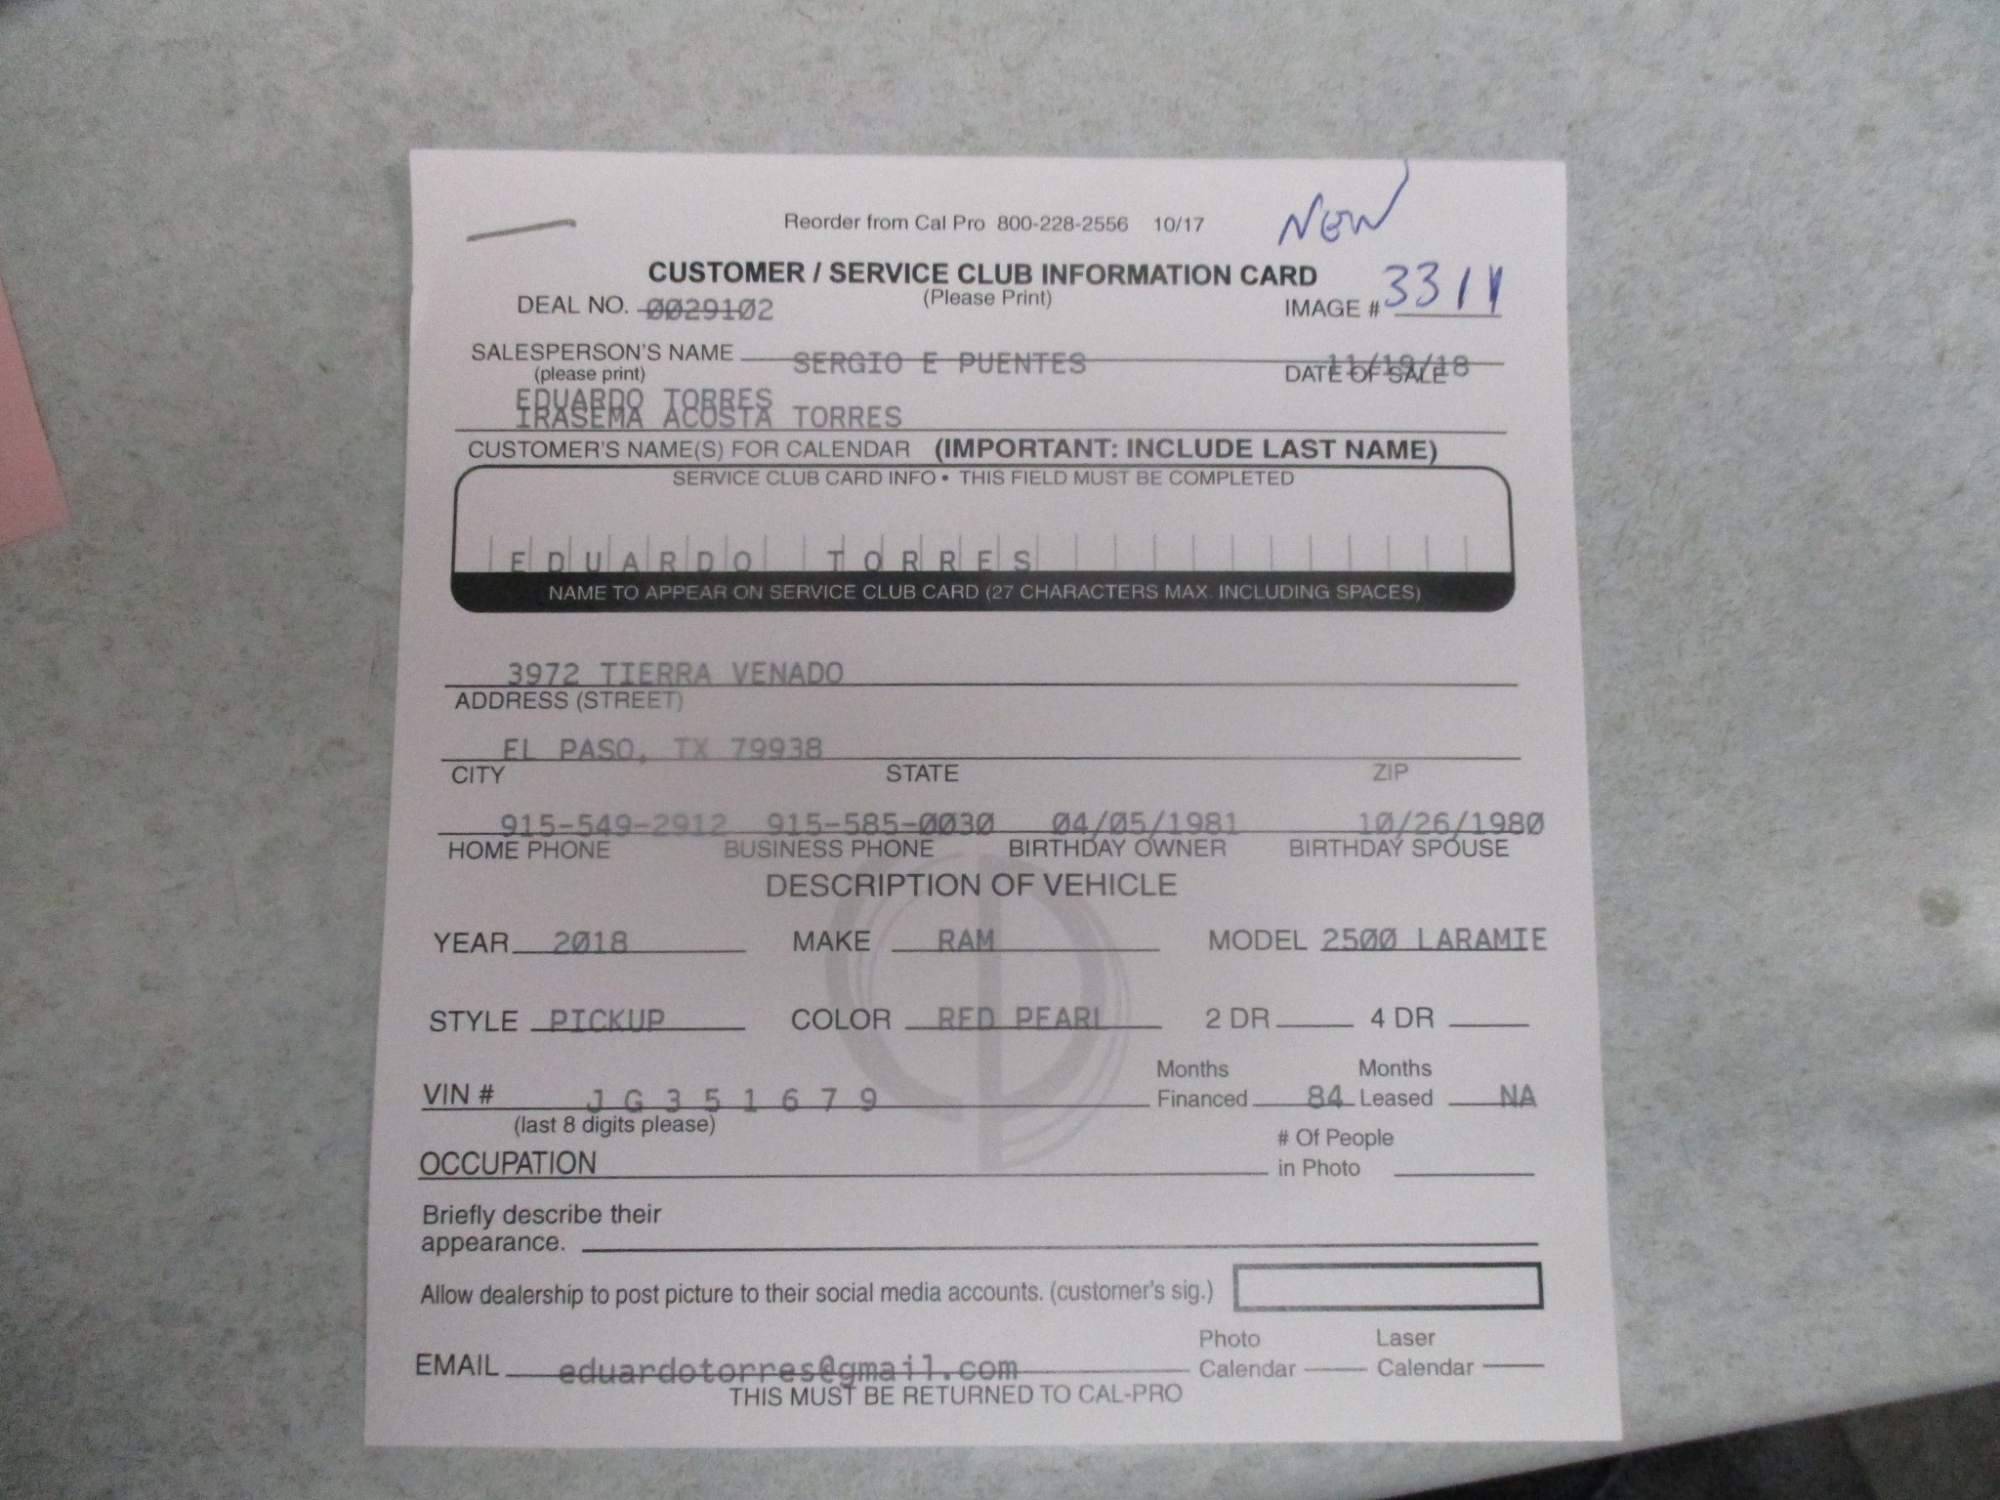 Reorder from Cal Pro 800-228-2556 10/17
NEW
CUSTOMER / SERVICE CLUB INFORMATION CARD
(Please Print)
DEAL NO. 0029102
IMAGE # 3311
SALESPERSON'S NAME SERGIO E PUENTES
(please print)
DATE OF SALE 11/19/18
EDUARDO TORRES
IRASEMA ACOSTA TORRES
CUSTOMER'S NAME(S) FOR CALENDAR (IMPORTANT: INCLUDE LAST NAME)
SERVICE CLUB CARD INFO • THIS FIELD MUST BE COMPLETED
EDUARDO TORRES
NAME TO APPEAR ON SERVICE CLUB CARD (27 CHARACTERS MAX. INCLUDING SPACES)
3972 TIERRA VENADO
ADDRESS (STREET)
EL PASO, TX 79938
CITY STATE ZIP
915-549-2912 915-585-0030 04/05/1981 10/26/1980
HOME PHONE BUSINESS PHONE BIRTHDAY OWNER BIRTHDAY SPOUSE
DESCRIPTION OF VEHICLE
YEAR 2018 MAKE RAM MODEL 2500 LARAMIE
STYLE PICKUP COLOR RED PEARL 2 DR 4 DR
VIN # JG351679
(last 8 digits please)
Months Financed 84 Months Leased NA
OCCUPATION
# Of People in Photo
Briefly describe their
appearance.
Allow dealership to post picture to their social media accounts. (customer's sig.)
EMAIL eduardotorres@gmail.com
Photo Calendar Laser Calendar
THIS MUST BE RETURNED TO CAL-PRO